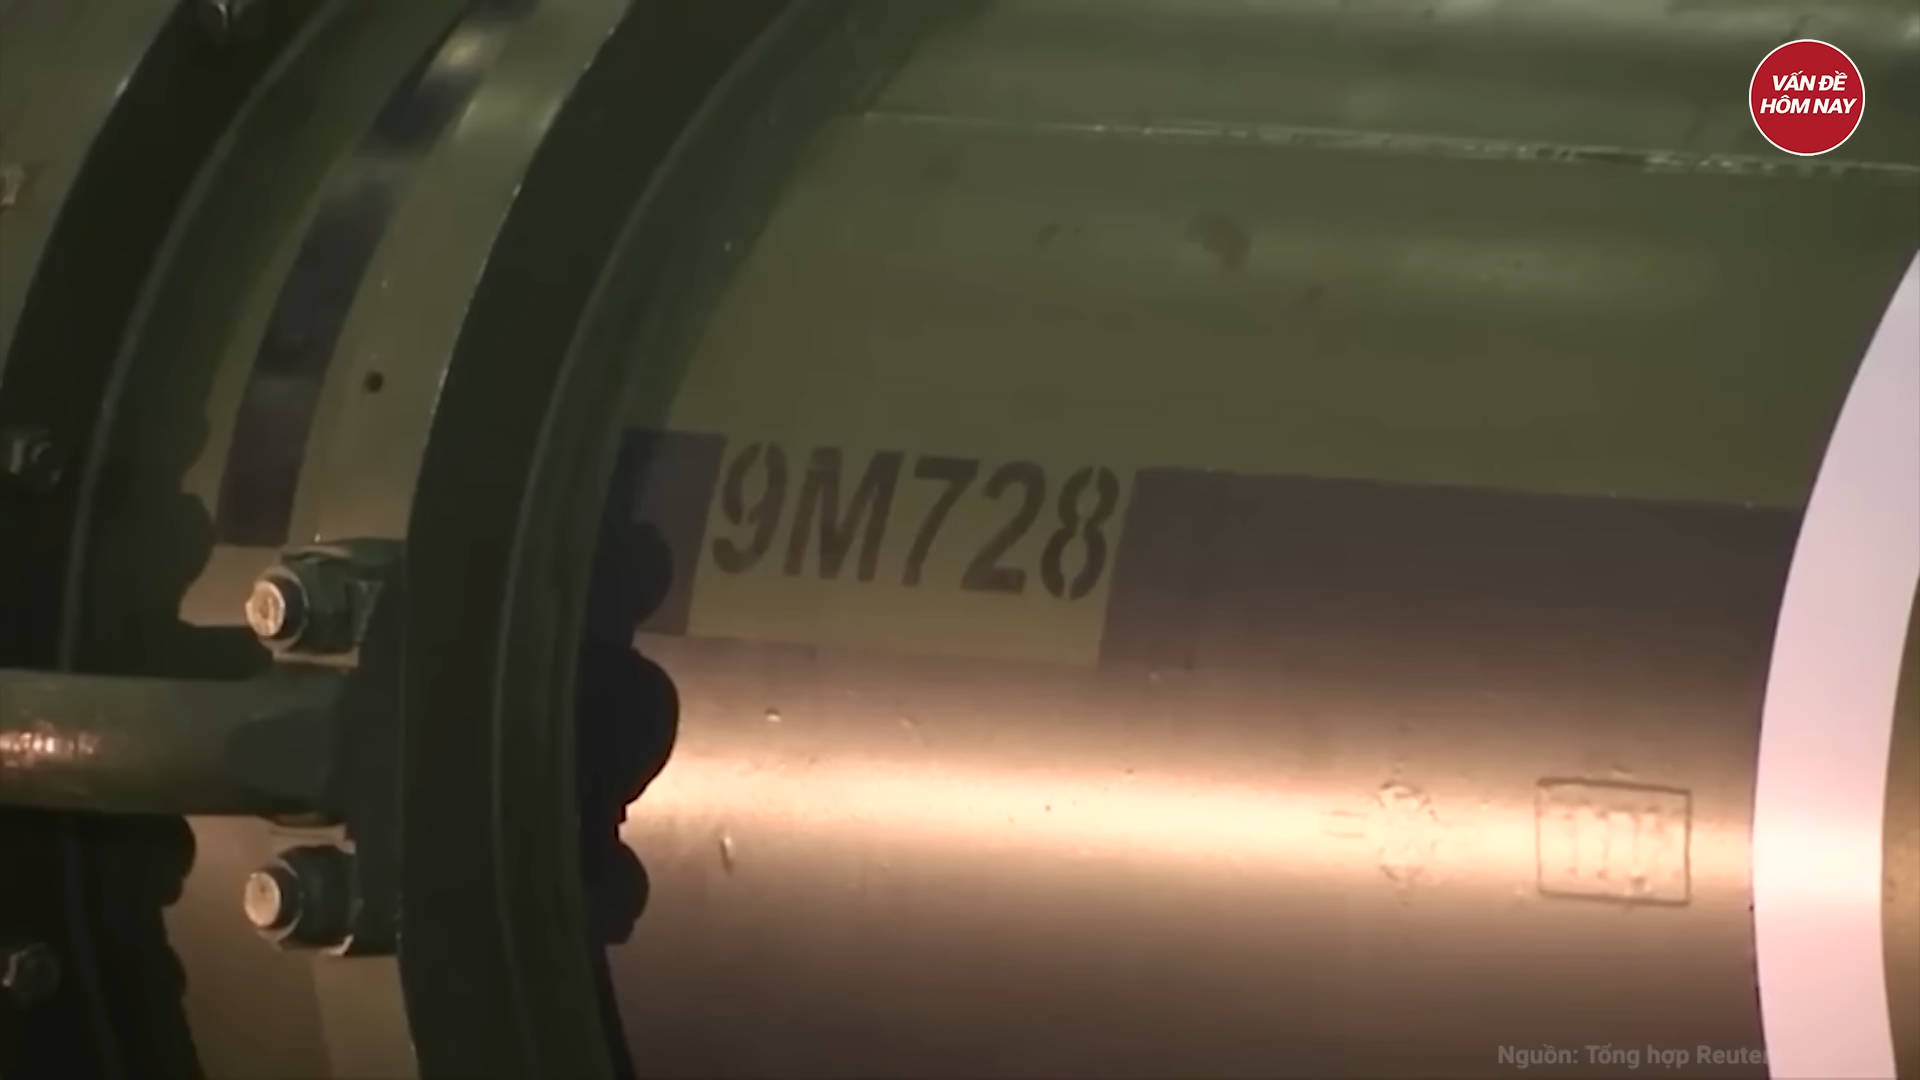 VẤN ĐỀ
HÔM NAY
9M728
Nguồn: Tổng hợp Reuter